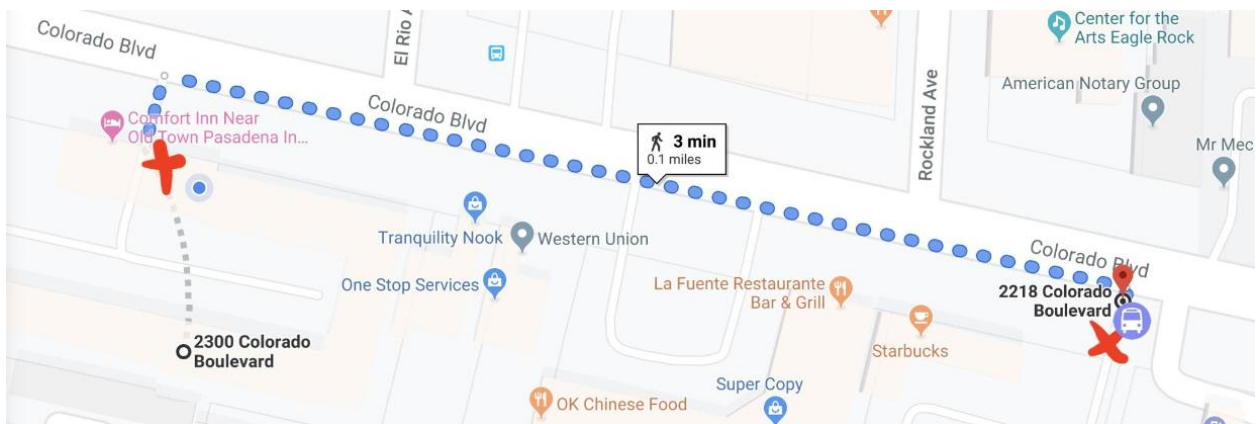 Colorado Blvd
El Rio A
Center for the
Arts Eagle Rock
Comfort Inn Near
Old Town Pasadena In...
Colorado Blvd
3 min
0.1 miles
Rockland Ave
American Notary Group
Mr Mec
Tranquility Nook
Western Union
One Stop Services
La Fuente Restaurante
Bar & Grill
Colorado Blvd
2218 Colorado
Boulevard
2300 Colorado
Boulevard
Starbucks
Super Copy
OK Chinese Food